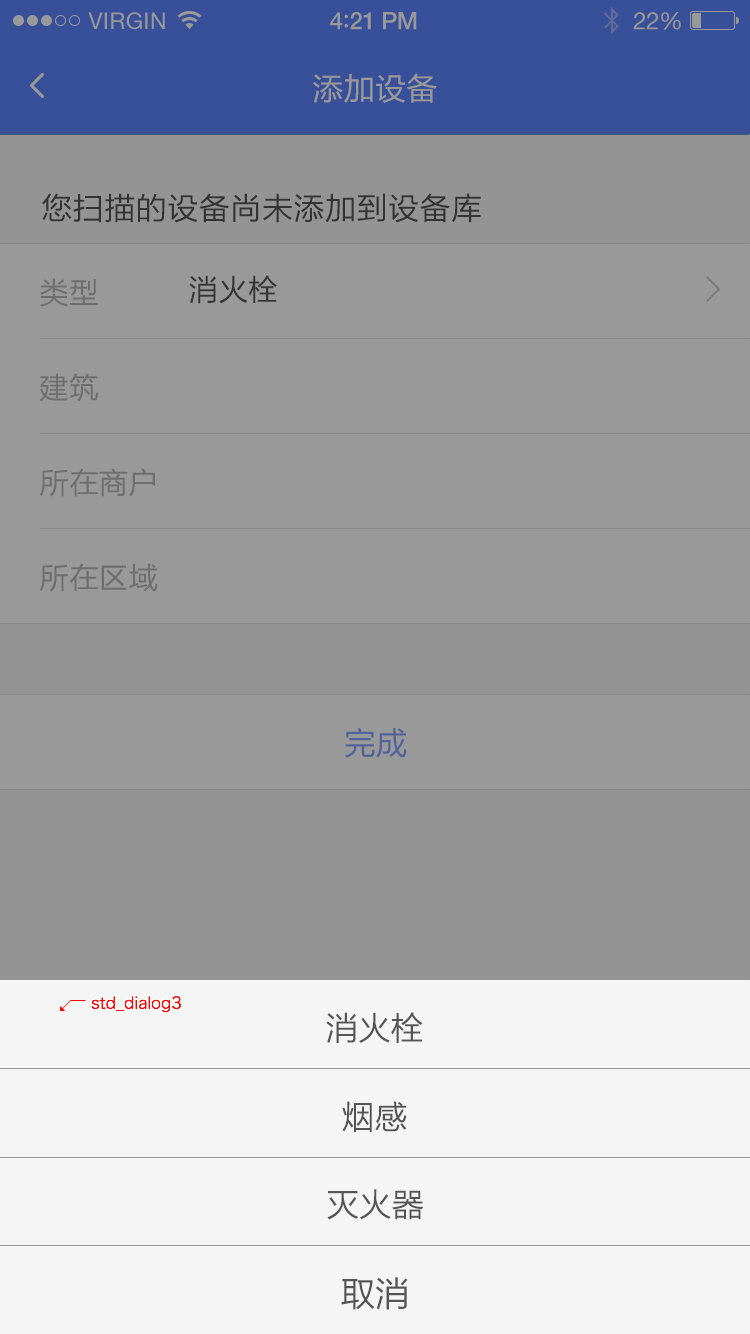 VIRGIN 4:21 PM 22%
添加设备
您扫描的设备尚未添加到设备库
类型 消火栓
建筑
所在商户
所在区域
完成
std_dialog3
消火栓
烟感
灭火器
取消